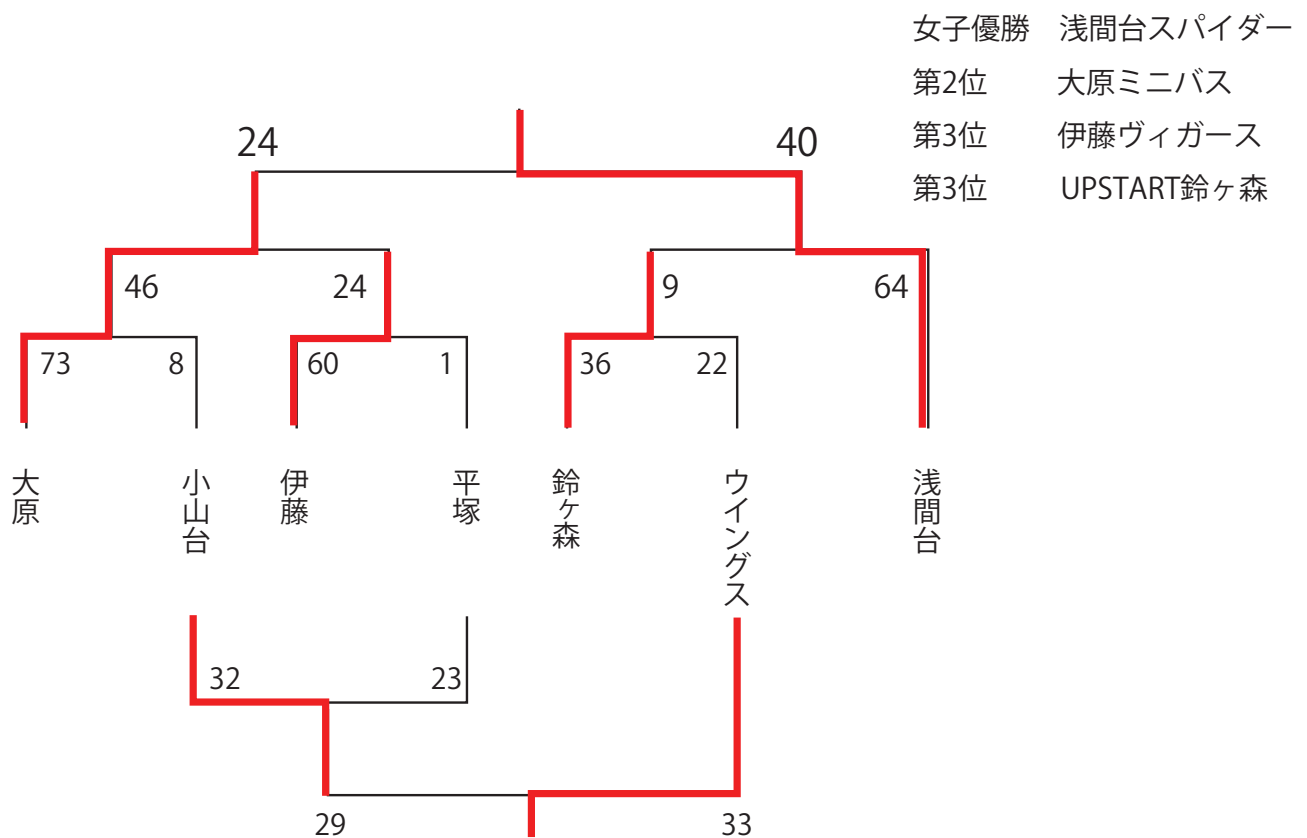 女子優勝 浅間台スパイダー
第2位 大原ミニバス
第3位 伊藤ヴィガース
第3位 UPSTART鈴ヶ森
24 40
46 24 9 64
73 8 60 1 36 22
大原
小山台
伊藤
平塚
鈴ヶ森
ウイングス
浅間台
32 23
29 33